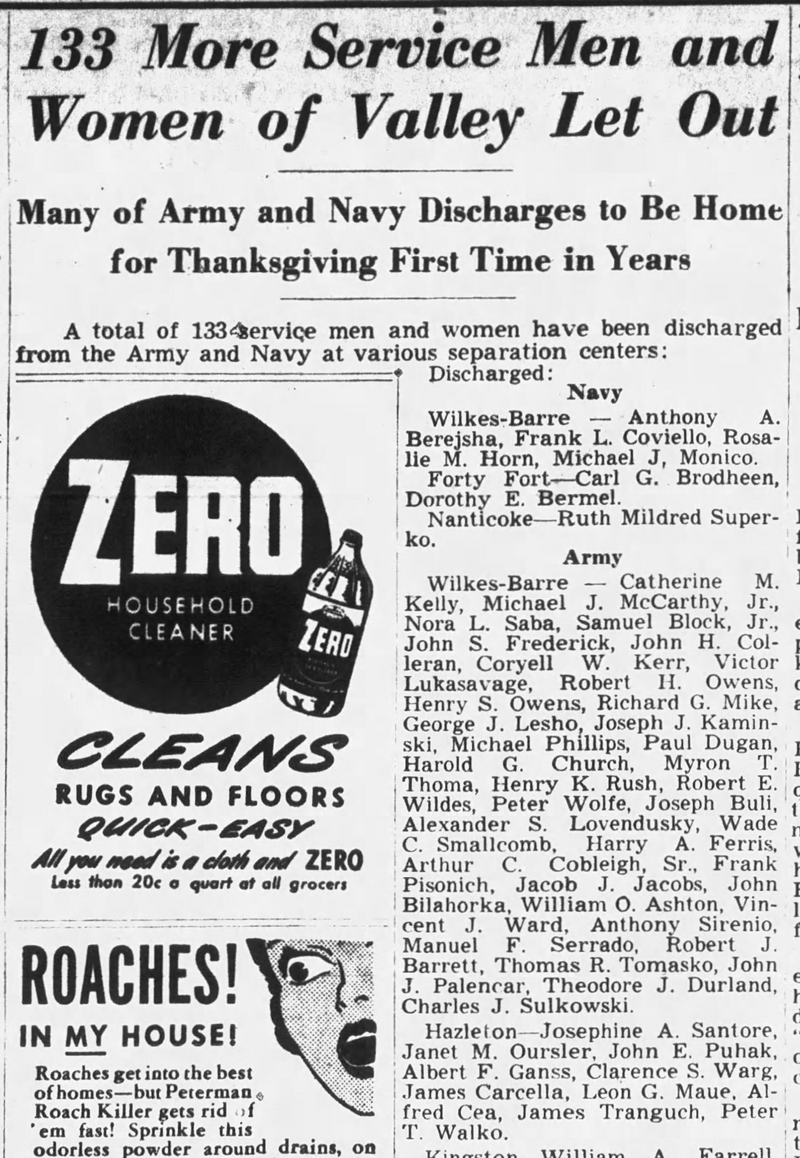 133 More Service Men and
Women of Valley Let Out
Many of Army and Navy Discharges to Be Home
for Thanksgiving First Time in Years
A total of 133 service men and women have been discharged
from the Army and Navy at various separation centers:
Discharged:
Navy
Wilkes-Barre — Anthony A.
Berejsha, Frank L. Coviello, Rosa-
lie M. Horn, Michael J, Monico.
Forty Fort—Carl G. Brodheen,
Dorothy E. Bermel.
Nanticoke—Ruth Mildred Super-
ko.
Army
Wilkes-Barre — Catherine M.
Kelly, Michael J. McCarthy, Jr.,
Nora L. Saba, Samuel Block, Jr.,
John S. Frederick, John H. Col-
leran, Coryell W. Kerr, Victor
Lukasavage, Robert H. Owens,
Henry S. Owens, Richard G. Mike,
George J. Lesho, Joseph J. Kamin-
ski, Michael Phillips, Paul Dugan,
Harold G. Church, Myron T.
Thoma, Henry K. Rush, Robert E.
Wildes, Peter Wolfe, Joseph Buli,
Alexander S. Lovendusky, Wade
C. Smallcomb, Harry A. Ferris,
Arthur C. Cobleigh, Sr., Frank
Pisonich, Jacob J. Jacobs, John
Bilahorka, William O. Ashton, Vin-
cent J. Ward, Anthony Sirenio,
Manuel F. Serrado, Robert J.
Barrett, Thomas R. Tomasko, John
J. Palencar, Theodore J. Durland,
Charles J. Sulkowski.
Hazleton—Josephine A. Santore,
Janet M. Oursler, John E. Puhak,
Albert F. Ganss, Clarence S. Warg,
James Carcella, Leon G. Maue, Al-
fred Cea, James Tranguch, Peter
T. Walko.
Kingston William A. Farrell
ZERO
HOUSEHOLD
CLEANER
ZERO
CLEANS
RUGS AND FLOORS
QUICK-EASY
All you need is a cloth and ZERO
Less than 20c a quart at all grocers
ROACHES!
IN MY HOUSE!
Roaches get into the best
of homes—but Peterman
Roach Killer gets rid of
'em fast! Sprinkle this
odorless powder around drains, on